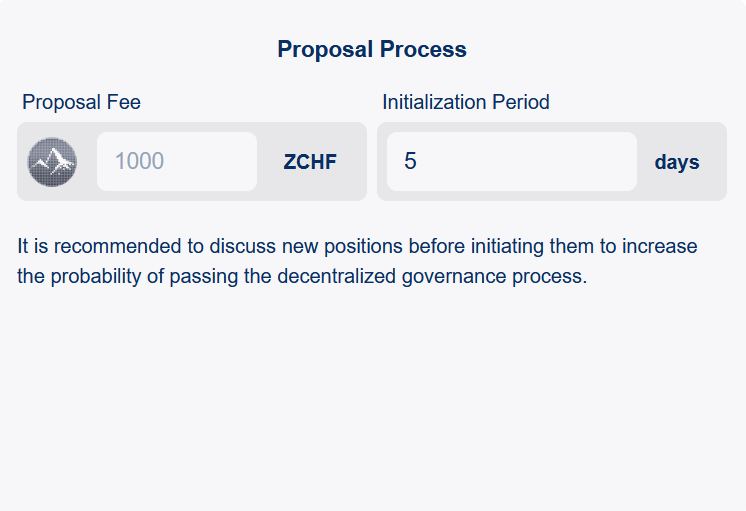 Proposal Process
Proposal Fee
Initialization Period
1000
ZCHF
5
days
It is recommended to discuss new positions before initiating them to increase
the probability of passing the decentralized governance process.